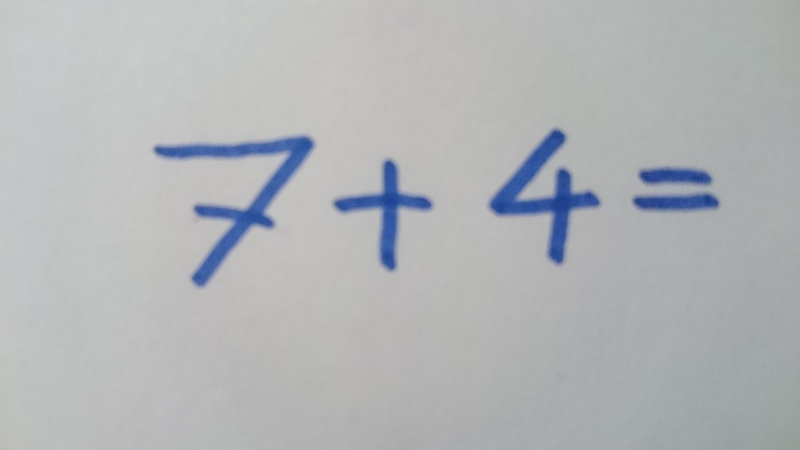 7 + 4 =